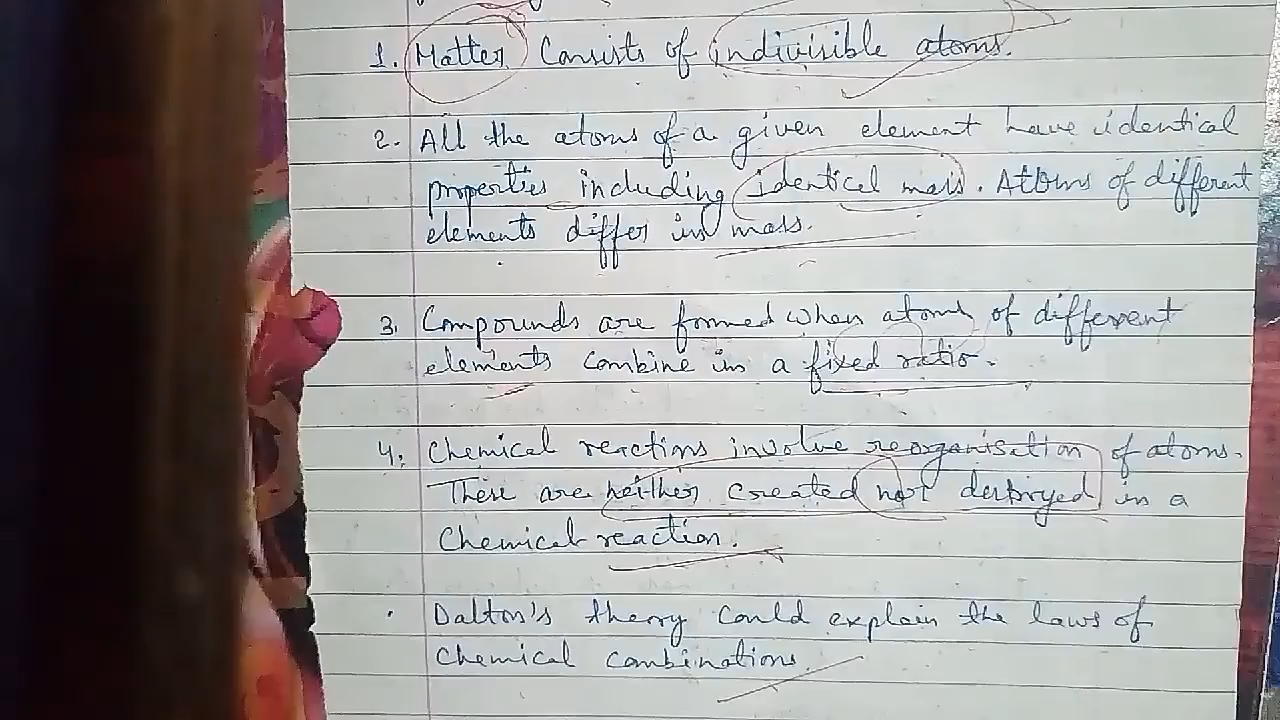 1. Matter Consists of indivisible atoms.
2. All the atoms of a given element have identical
properties including identical mass. Atoms of different
elements differ in mass.
3. Compounds are formed when atoms of different
elements combine in a fixed ratio.
4. Chemical reactions involve reorganisation of atoms.
These are neither created not destroyed in a
Chemical reaction.
• Dalton's theory could explain the laws of
Chemical combinations.